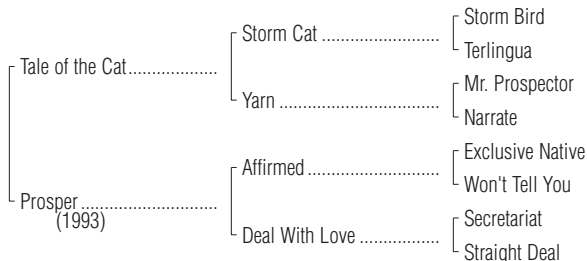 Storm Bird
Storm Cat ..........................
Terlingua
Tale of the Cat....................
Mr. Prospector
Yarn ...................................
Narrate
Exclusive Native
Affirmed .............................
Won't Tell You
Prosper ..............................
(1993)
Secretariat
Deal With Love .................
Straight Deal